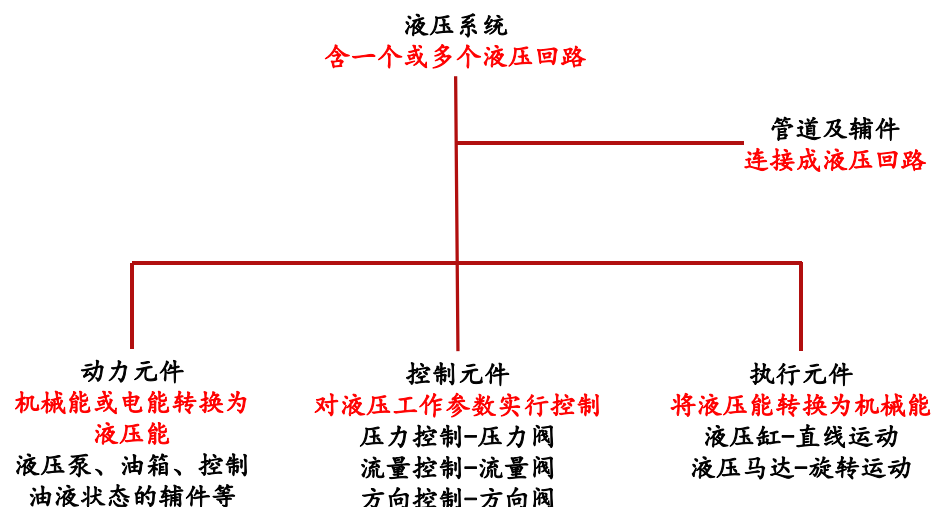 液压系统
含一个或多个液压回路
管道及辅件
连接成液压回路
动力元件
机械能或电能转换为
液压能
液压泵、油箱、控制
油液状态的辅件等
控制元件
对液压工作参数实行控制
压力控制-压力阀
流量控制-流量阀
方向控制-方向阀
执行元件
将液压能转换为机械能
液压缸-直线运动
液压马达-旋转运动